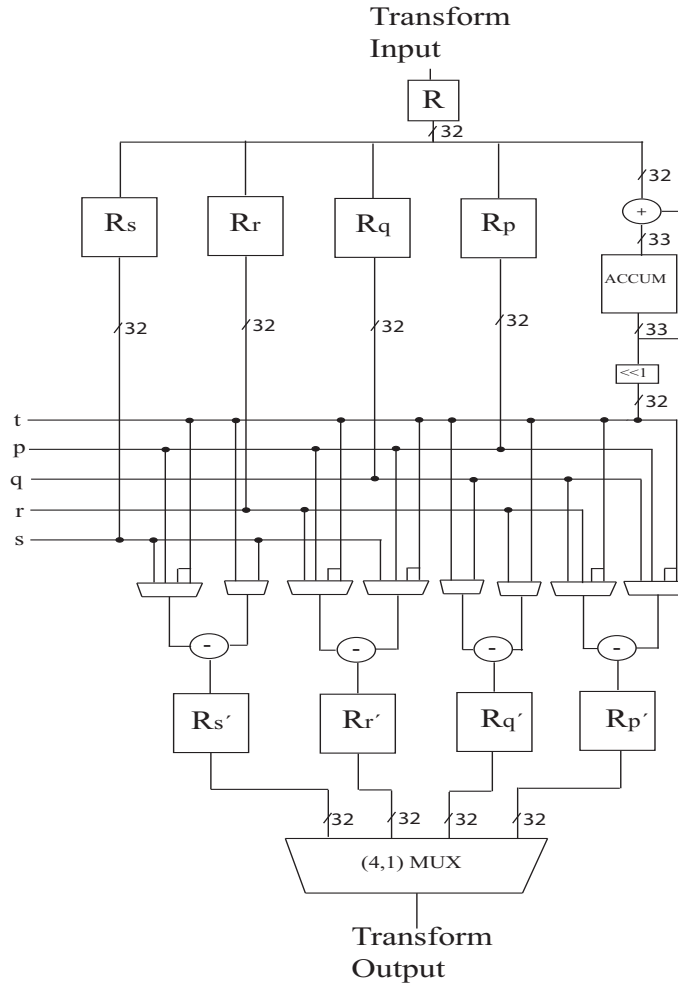 Transform
Input
R
32
32
Rs
Rr
Rq
Rp
+
33
ACCUM
32
32
32
32
33
<<1
32
t
p
q
r
s
-
-
-
-
Rs´
Rr´
Rq´
Rp´
32
32
32
32
(4,1) MUX
Transform
Output